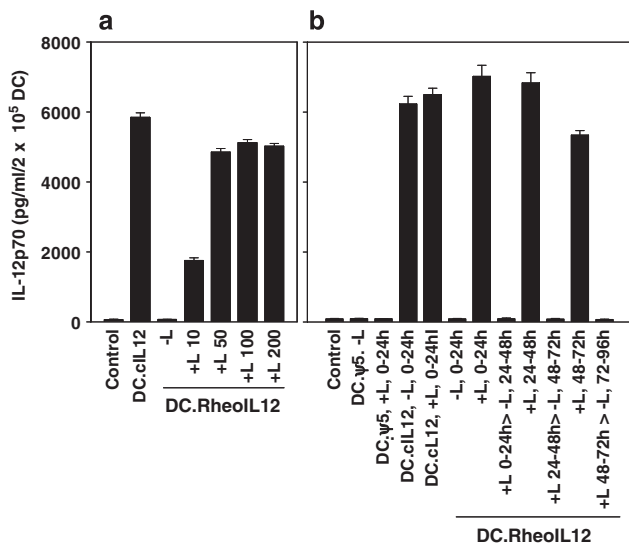 a
b
IL-12p70 (pg/ml/2 x 10⁵ DC)
8000
6000
4000
2000
0
Control
DC.cIL12
-L
+L 10
+L 50
+L 100
+L 200
DC.RheoIL12
Control
DC.ψ5. -L
DC.ψ5, +L, 0-24h
DC.cIL12, -L, 0-24h
DC.cL12, +L, 0-24hl
-L, 0-24h
+L, 0-24h
+L 0-24h> -L, 24-48h
+L, 24-48h
+L 24-48h> -L, 48-72h
+L, 48-72h
+L 48-72h > -L, 72-96h
DC.RheoIL12